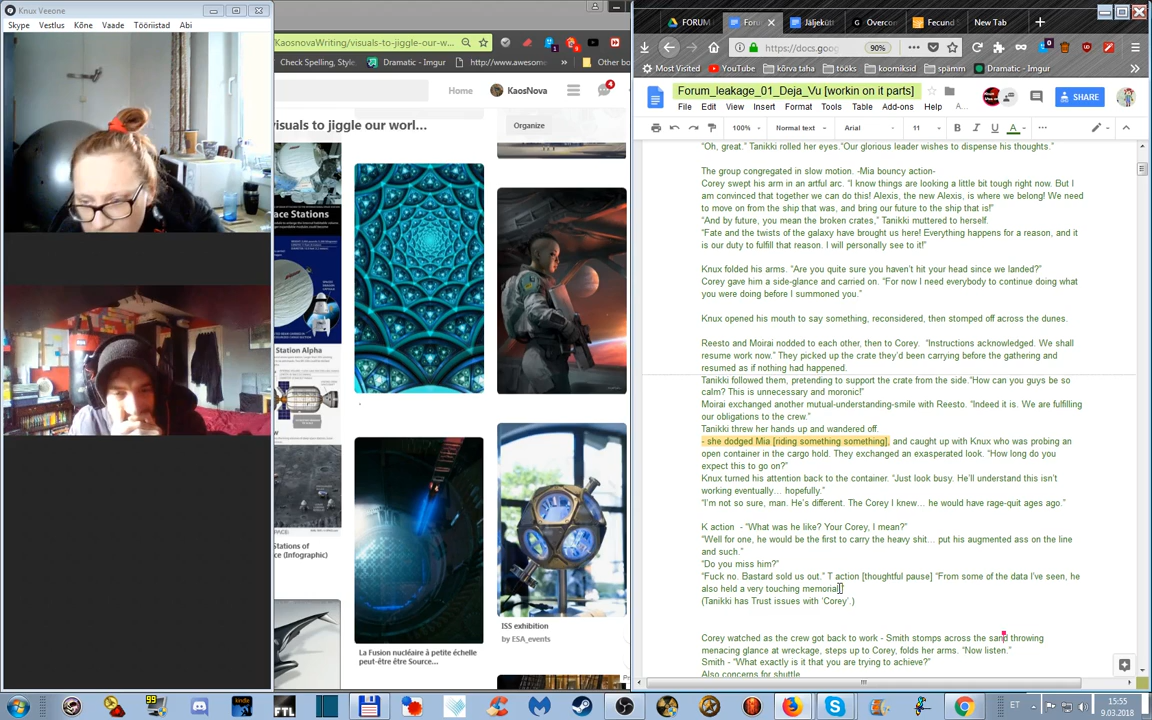 Knux Veeone
Skype Vestlus Kõne Vaade Tööriistad Abi
KaosnovaWriting/visuals-to-jiggle-our-w...
Check Spelling, Style, Dramatic - Imgur http://www.awesome Other bo
Home KaosNova 4
isuals to jiggle our worl... Organize
ace Stations
Station Alpha
Stations of
ce (Infographic)
.
La Fusion nucléaire à petite échelle
peut-être être Source...
ISS exhibition
by ESA_events
FORUM Foru Jäljekütt Overcon Fecund S New Tab
https://docs.goog 90%
Most Visited YouTube kõrva taha tööks koomiksid spämm Dramatic - Imgur
Forum_leakage_01_Deja_Vu [workin on it parts]
File Edit View Insert Format Tools Table Add-ons Help A...
SHARE
100% Normal text Arial 11 B I U A
“Oh, great.” Tanikki rolled her eyes.“Our glorious leader wishes to dispense his thoughts.”
The group congregated in slow motion. -Mia bouncy action-
Corey swept his arm in an artful arc. “I know things are looking a little bit tough right now. But I
am convinced that together we can do this! Alexis, the new Alexis, is where we belong! We need
to move on from the ship that was, and bring our future to the ship that is!”
“And by future, you mean the broken crates,” Tanikki muttered to herself.
“Fate and the twists of the galaxy have brought us here! Everything happens for a reason, and it
is our duty to fulfill that reason. I will personally see to it!”
Knux folded his arms. “Are you quite sure you haven’t hit your head since we landed?”
Corey gave him a side-glance and carried on. “For now I need everybody to continue doing what
you were doing before I summoned you.”
Knux opened his mouth to say something, reconsidered, then stomped off across the dunes.
Reesto and Moirai nodded to each other, then to Corey. “Instructions acknowledged. We shall
resume work now.” They picked up the crate they’d been carrying before the gathering and
resumed as if nothing had happened.
Tanikki followed them, pretending to support the crate from the side.“How can you guys be so
calm? This is unnecessary and moronic!”
Moirai exchanged another mutual-understanding-smile with Reesto. “Indeed it is. We are fulfilling
our obligations to the crew.”
Tanikki threw her hands up and wandered off.
- she dodged Mia [riding something something], and caught up with Knux who was probing an
open container in the cargo hold. They exchanged an exasperated look. “How long do you
expect this to go on?”
Knux turned his attention back to the container. “Just look busy. He’ll understand this isn’t
working eventually… hopefully.”
“I’m not so sure, man. He’s different. The Corey I knew… he would have rage-quit ages ago.”
K action - “What was he like? Your Corey, I mean?”
“Well for one, he would be the first to carry the heavy shit… put his augmented ass on the line
and such.”
“Do you miss him?”
“Fuck no. Bastard sold us out.” T action [thoughtful pause] “From some of the data I’ve seen, he
also held a very touching memorial.”
(Tanikki has Trust issues with ‘Corey’.)
Corey watched as the crew got back to work - Smith stomps across the sand throwing
menacing glance at wreckage, steps up to Corey, folds her arms. “Now listen.”
Smith - “What exactly is it that you are trying to achieve?”
Also concerns for shuttle
99 kindle FTL ET 15:55
9.03.2018